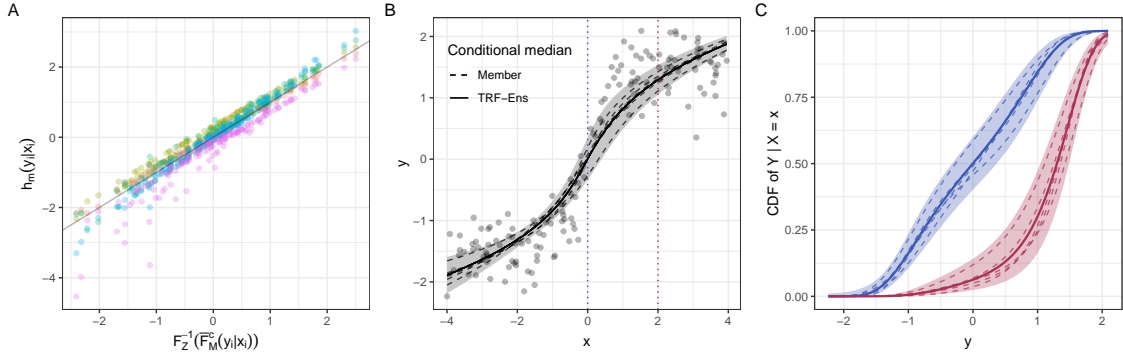 A
h_m(y_i|x_i)
2
0
−2
−4
−2
−1
0
1
2
F_Z^{−1}(F̅_M^c(y_i|x_i))
B
y
2
1
0
−1
−2
Conditional median
Member
TRF−Ens
−4
−2
0
2
4
x
C
CDF of Y | X = x
1.00
0.75
0.50
0.25
0.00
−2
−1
0
1
2
y